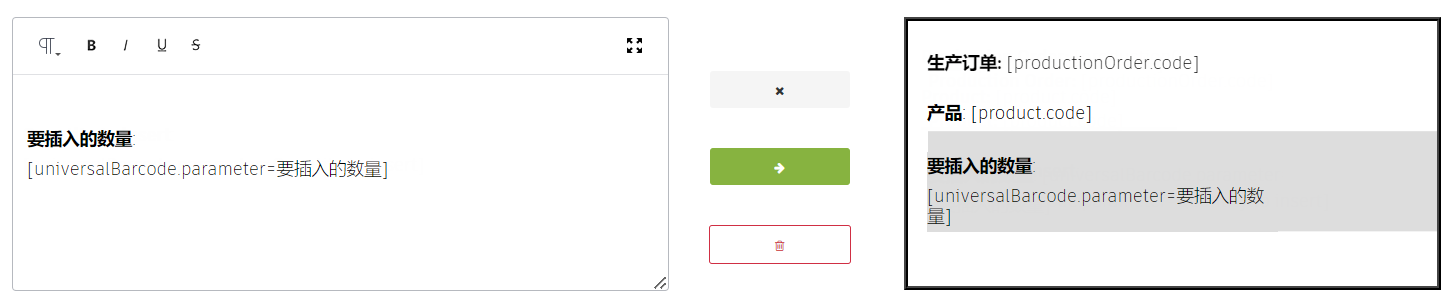 B I U S
要插入的数量:
[universalBarcode.parameter=要插入的数量]
生产订单: [productionOrder.code]
产品: [product.code]
要插入的数量:
[universalBarcode.parameter=要插入的数
量]